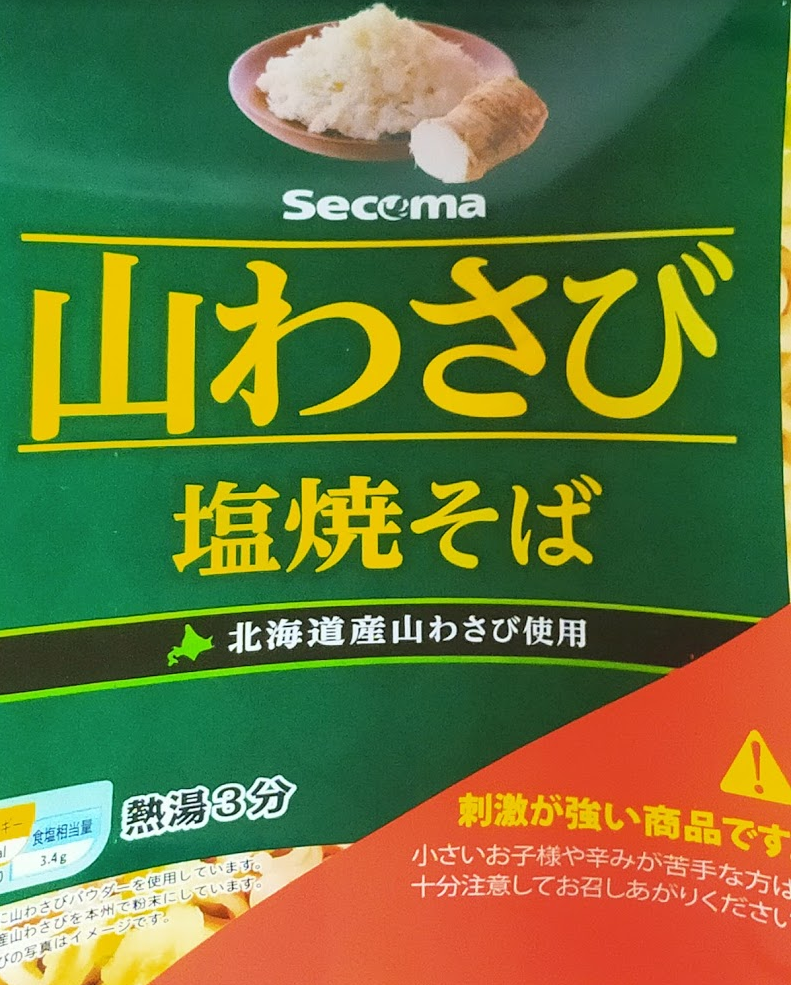 Secoma
山わさび
塩焼そば
北海道産山わさび使用
熱湯3分
食塩相当量
3.4g
刺激が強い商品です
小さいお子様や辛みが苦手な方は
十分注意してお召しあがりください
に山わさびパウダーを使用しています。
産山わさびを本州で粉末にしています。
びの写真はイメージです。